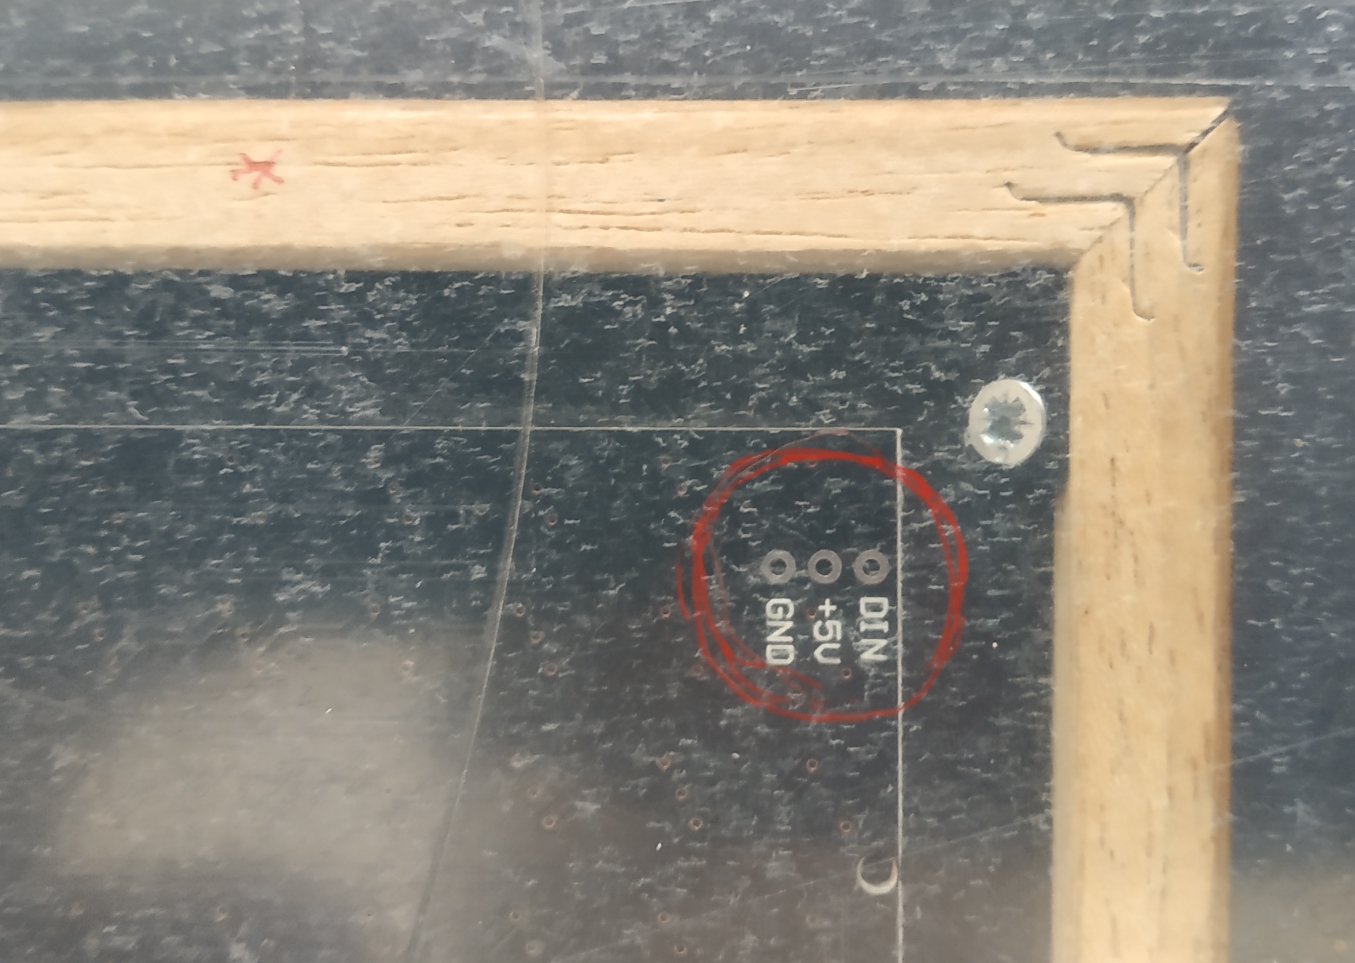 DIN
+5V
GND